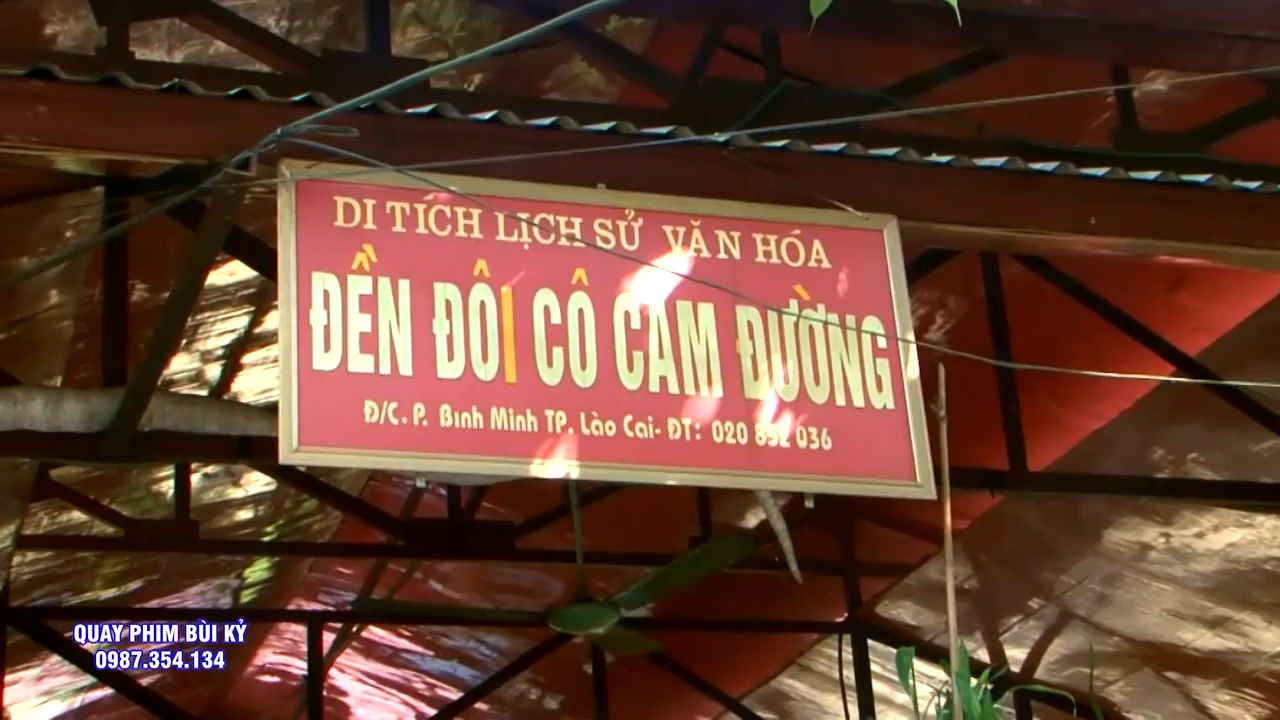 DI TÍCH LỊCH SỬ VĂN HÓA
ĐỀN ĐÔI CÔ CAM ĐƯỜNG
Đ/C. P. Bình Minh TP. Lào Cai- ĐT: 020 852 036
QUAY PHIM BÙI KỶ
0987.354.134